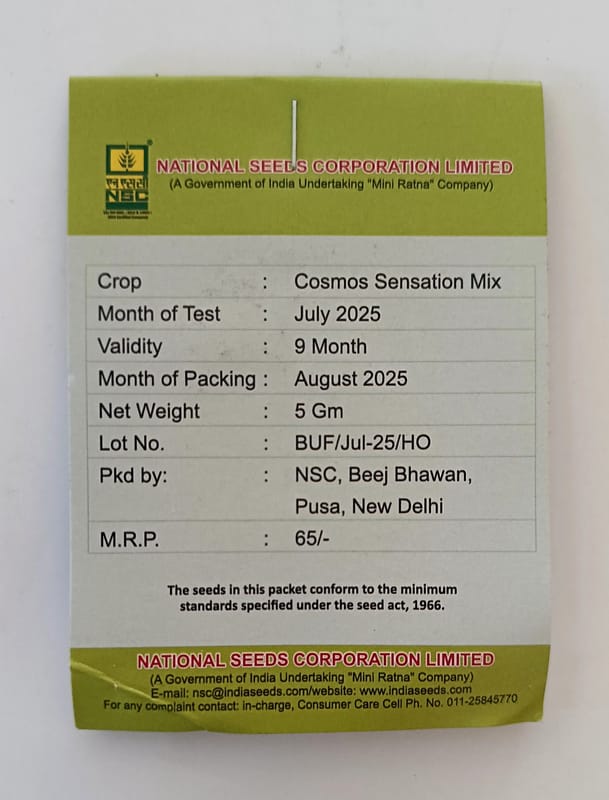 एन एस सी
NSC
NATIONAL SEEDS CORPORATION LIMITED
(A Government of India Undertaking "Mini Ratna" Company)
Crop : Cosmos Sensation Mix
Month of Test : July 2025
Validity : 9 Month
Month of Packing : August 2025
Net Weight : 5 Gm
Lot No. : BUF/Jul-25/HO
Pkd by: : NSC, Beej Bhawan,
Pusa, New Delhi
M.R.P. : 65/-
The seeds in this packet conform to the minimum
standards specified under the seed act, 1966.
NATIONAL SEEDS CORPORATION LIMITED
(A Government of India Undertaking "Mini Ratna" Company)
E-mail: nsc@indiaseeds.com/website: www.indiaseeds.com
For any complaint contact: in-charge, Consumer Care Cell Ph. No. 011-25845770